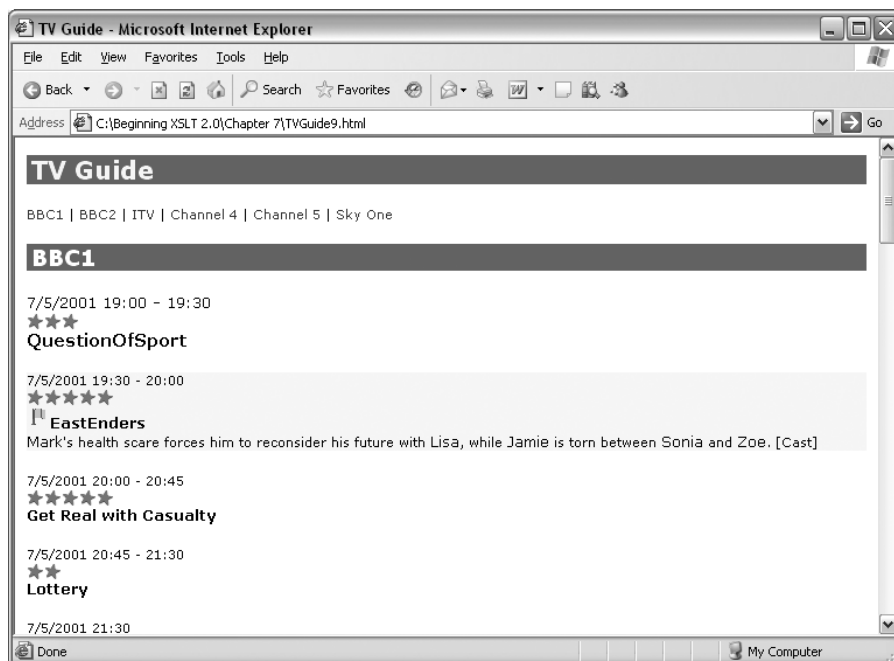 TV Guide - Microsoft Internet Explorer
File Edit View Favorites Tools Help
Back Search Favorites
Address C:\Beginning XSLT 2.0\Chapter 7\TVGuide9.html Go
TV Guide
BBC1 | BBC2 | ITV | Channel 4 | Channel 5 | Sky One
BBC1
7/5/2001 19:00 - 19:30
QuestionOfSport
7/5/2001 19:30 - 20:00
EastEnders
Mark's health scare forces him to reconsider his future with Lisa, while Jamie is torn between Sonia and Zoe. [Cast]
7/5/2001 20:00 - 20:45
Get Real with Casualty
7/5/2001 20:45 - 21:30
Lottery
7/5/2001 21:30
Done My Computer